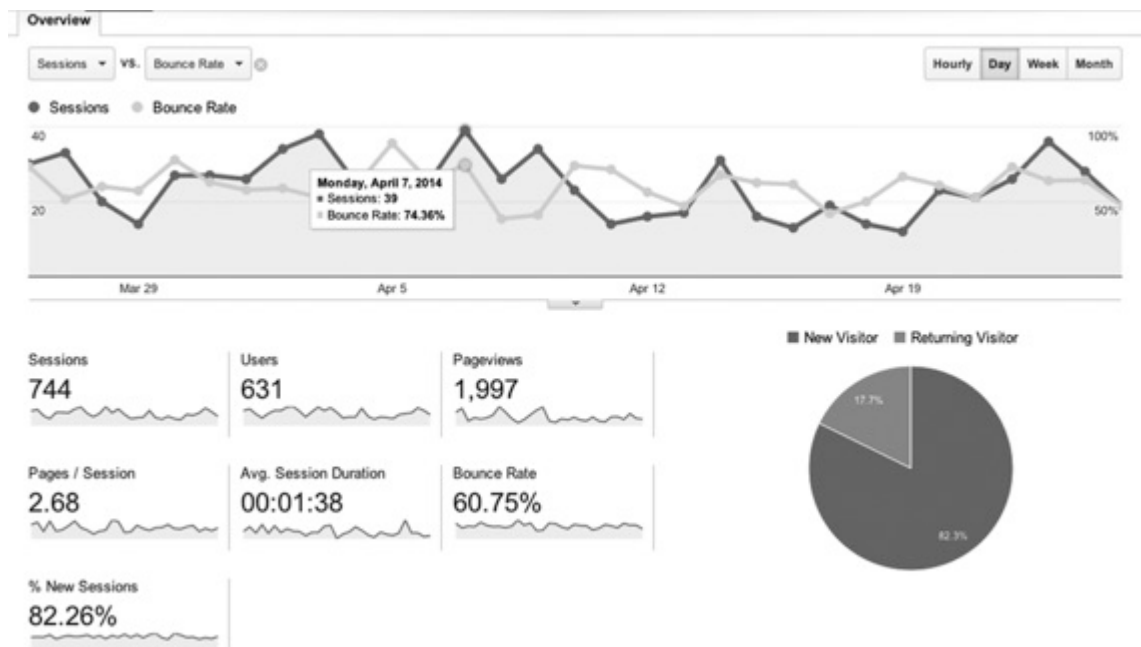 Overview
Sessions vs. Bounce Rate
Hourly Day Week Month
Sessions Bounce Rate
40 100%
Monday, April 7, 2014
Sessions: 39
Bounce Rate: 74.36%
20 50%
Mar 29 Apr 5 Apr 12 Apr 19
New Visitor Returning Visitor
Sessions Users Pageviews
744 631 1,997
17.7%
Pages / Session Avg. Session Duration Bounce Rate
2.68 00:01:38 60.75%
82.3%
% New Sessions
82.26%